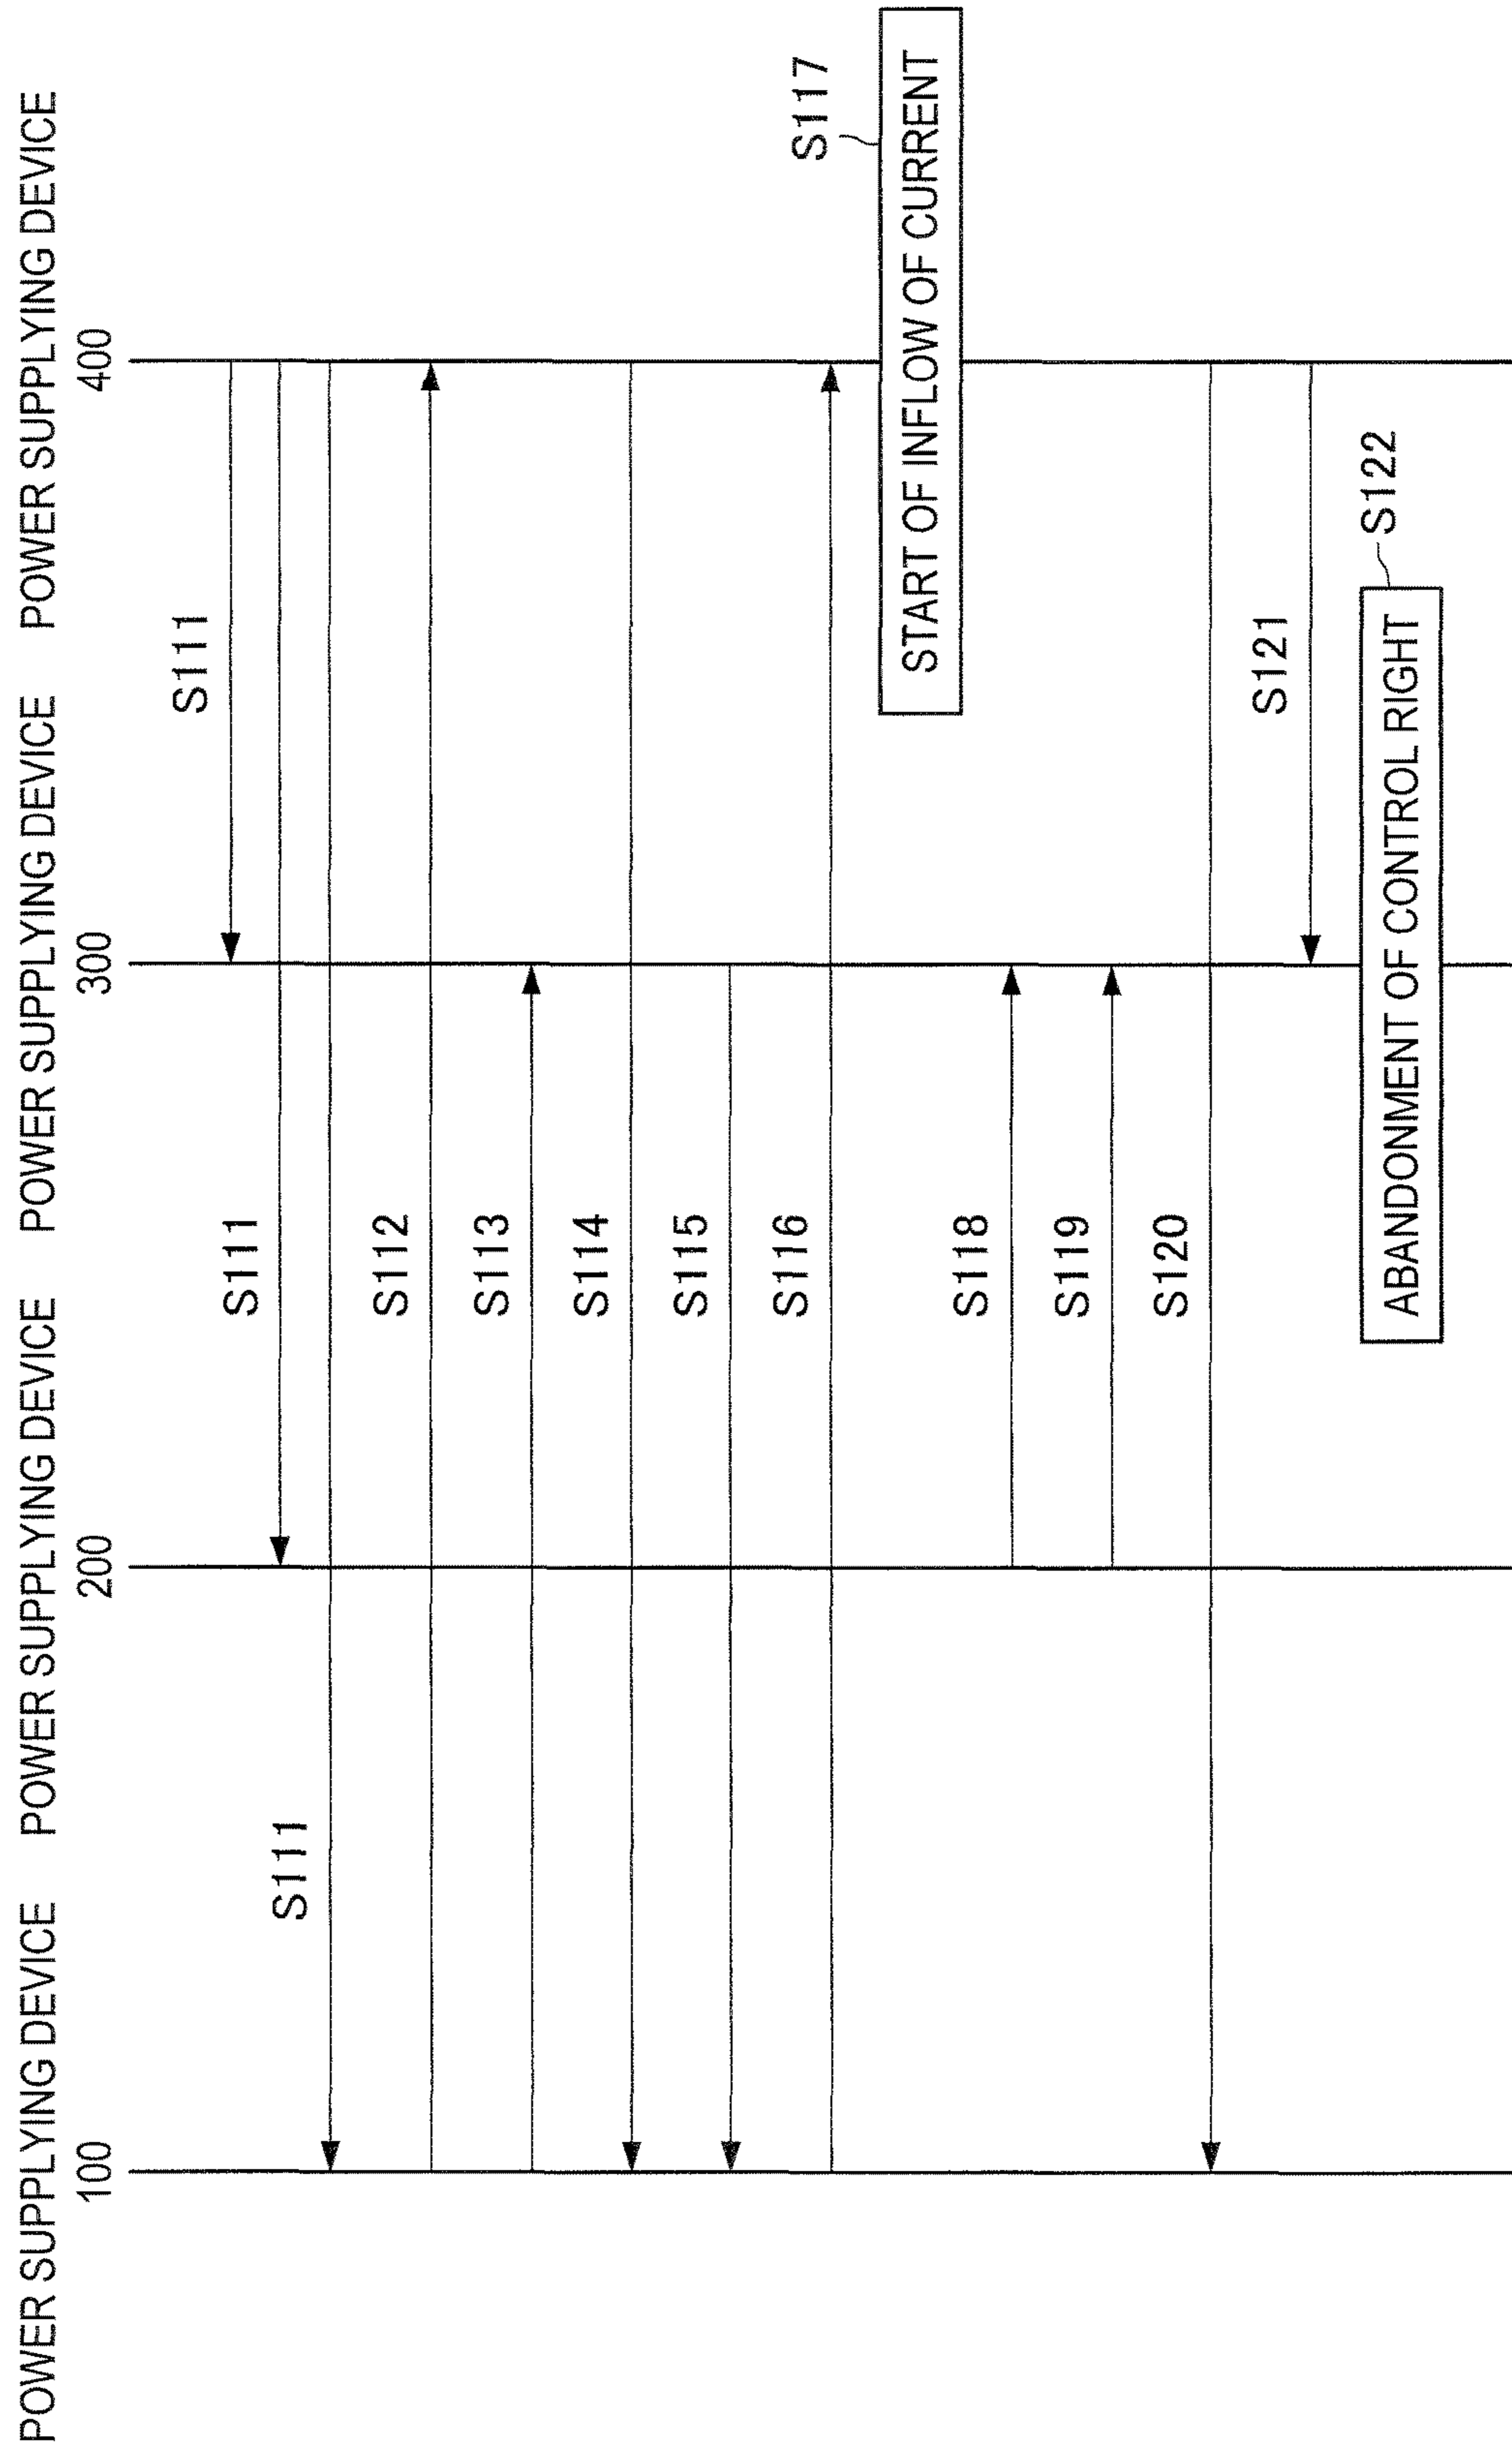 POWER SUPPLYING DEVICE POWER SUPPLYING DEVICE POWER SUPPLYING DEVICE POWER SUPPLYING DEVICE
100 200 300 400
S111
S111
S111
S112
S113
S114
S115
S116
S117
START OF INFLOW OF CURRENT
S118
S119
S120
S121
S122
ABANDONMENT OF CONTROL RIGHT